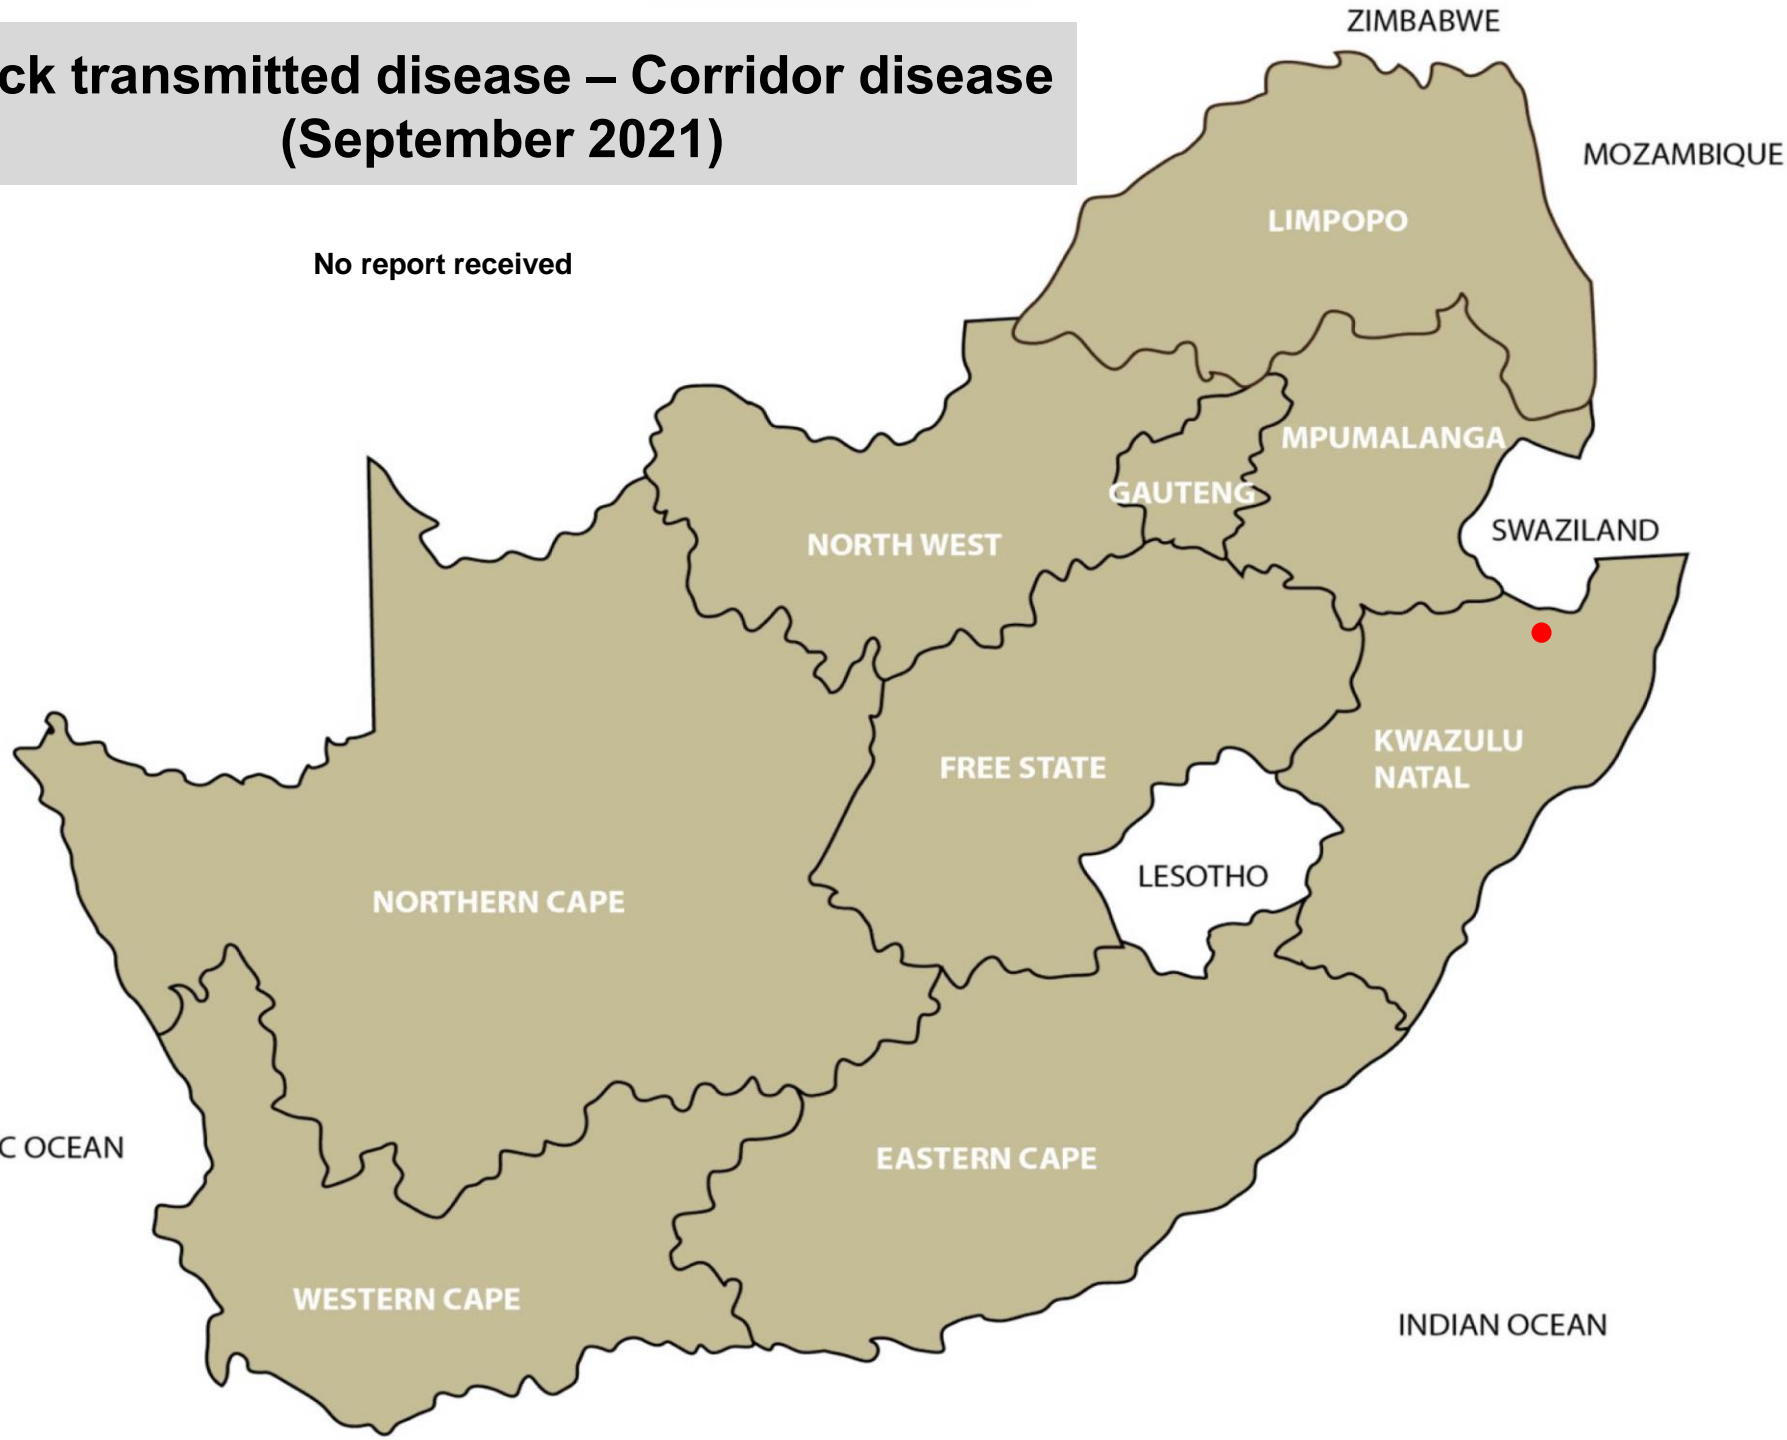 ck transmitted disease – Corridor disease
(September 2021)
No report received
ZIMBABWE
MOZAMBIQUE
LIMPOPO
MPUMALANGA
GAUTENG
NORTH WEST
SWAZILAND
FREE STATE
KWAZULU
NATAL
LESOTHO
NORTHERN CAPE
C OCEAN
EASTERN CAPE
WESTERN CAPE
INDIAN OCEAN